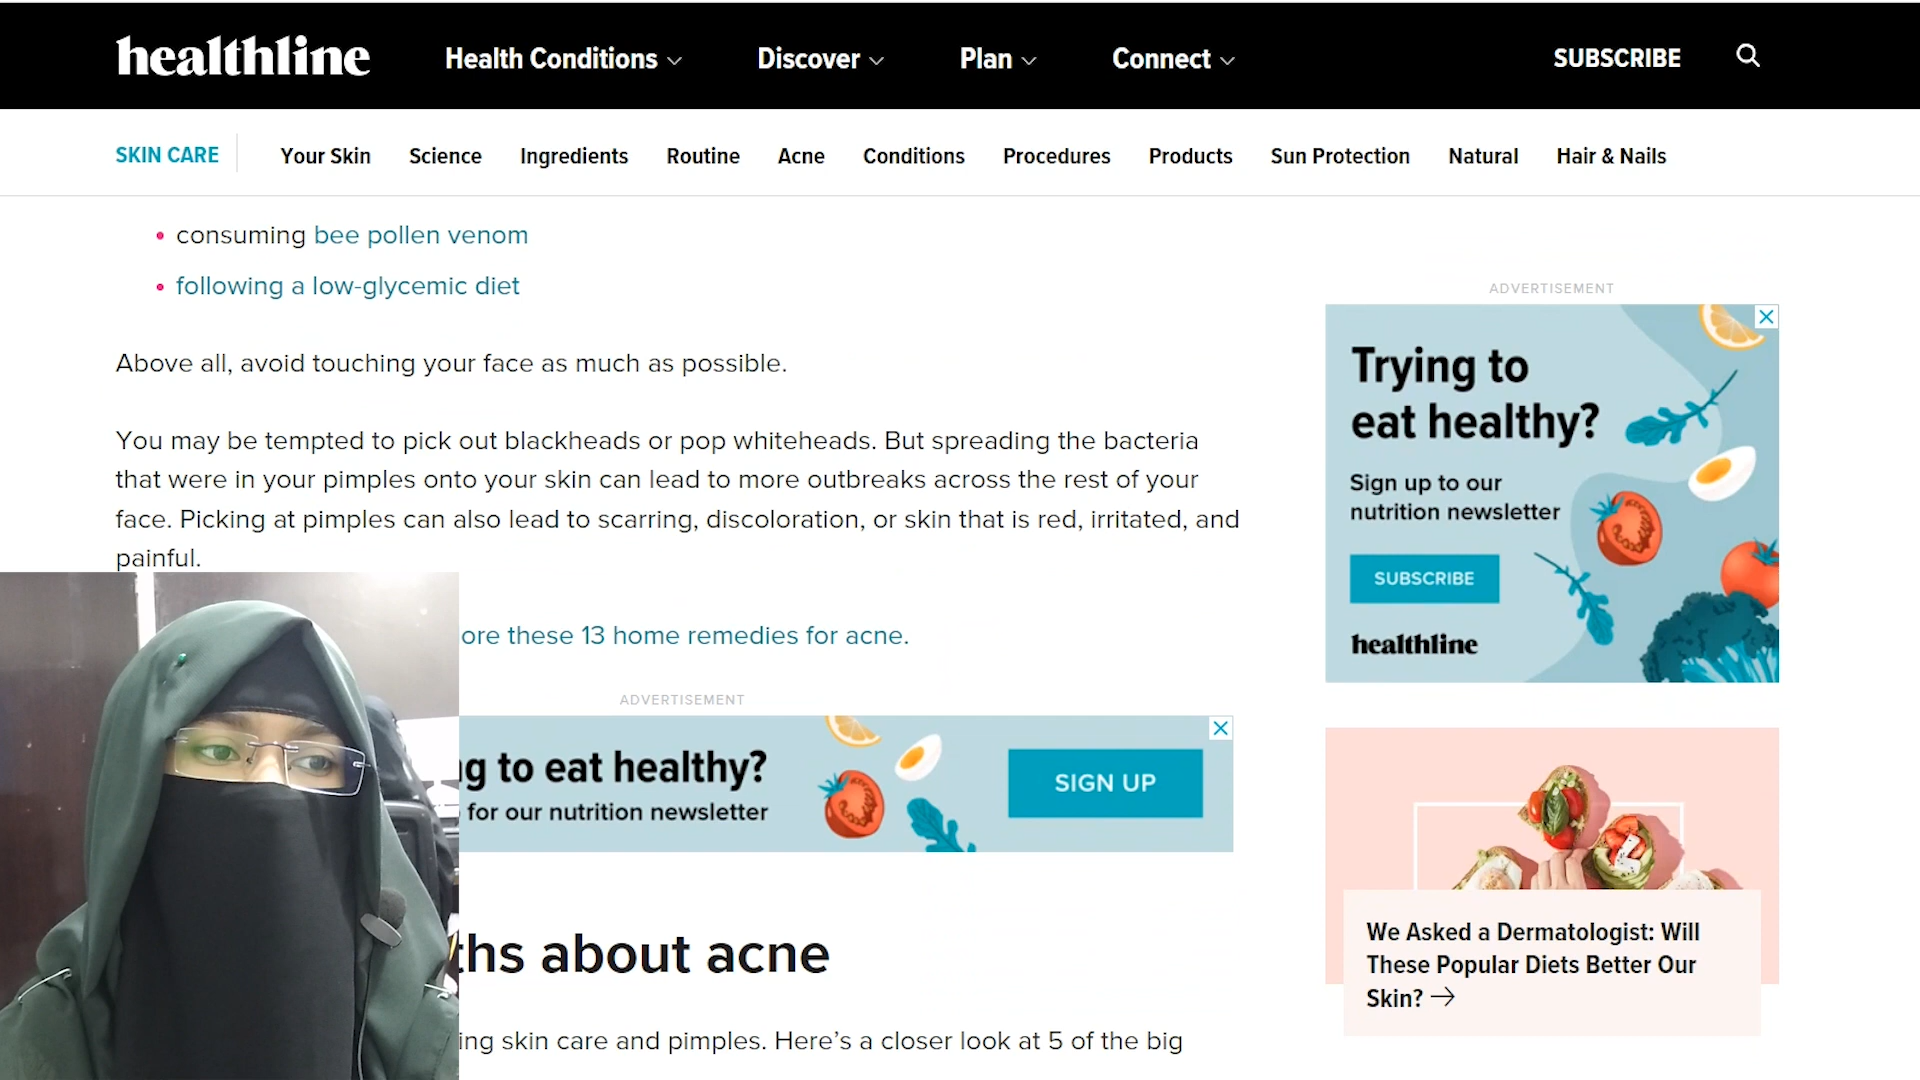 healthline
Health Conditions
Discover
Plan
Connect
SUBSCRIBE
SKIN CARE
Your Skin
Science
Ingredients
Routine
Acne
Conditions
Procedures
Products
Sun Protection
Natural
Hair & Nails
consuming bee pollen venom
following a low-glycemic diet
Above all, avoid touching your face as much as possible.
You may be tempted to pick out blackheads or pop whiteheads. But spreading the bacteria
that were in your pimples onto your skin can lead to more outbreaks across the rest of your
face. Picking at pimples can also lead to scarring, discoloration, or skin that is red, irritated, and
painful.
ore these 13 home remedies for acne.
ADVERTISEMENT
g to eat healthy?
for our nutrition newsletter
SIGN UP
ths about acne
ing skin care and pimples. Here’s a closer look at 5 of the big
ADVERTISEMENT
Trying to
eat healthy?
Sign up to our
nutrition newsletter
SUBSCRIBE
healthline
We Asked a Dermatologist: Will
These Popular Diets Better Our
Skin?